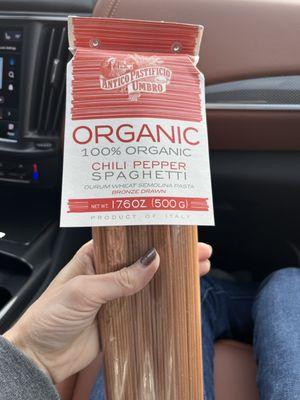 ANTICO PASTIFICIO
UMBRO
ORGANIC
100% ORGANIC
CHILI PEPPER
SPAGHETTI
DURUM WHEAT SEMOLINA PASTA
BRONZE DRAWN
NET WT. 17.6OZ (500g)
PRODUCT OF ITALY